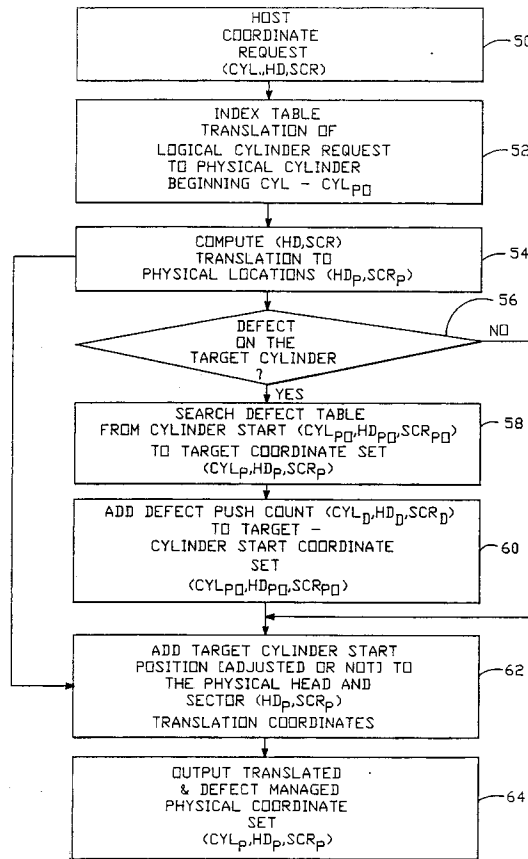 HOST
COORDINATE
REQUEST
(CYL.,HD,SCR)
50
INDEX TABLE
TRANSLATION OF
LOGICAL CYLINDER REQUEST
TO PHYSICAL CYLINDER
BEGINNING CYL - CYLPO
52
COMPUTE (HD,SCR)
TRANSLATION TO
PHYSICAL LOCATIONS (HDP,SCRP)
54
56
DEFECT
ON THE
TARGET CYLINDER
?
NO
YES
SEARCH DEFECT TABLE
FROM CYLINDER START (CYLPO,HDPO,SCRPO)
TO TARGET COORDINATE SET
(CYLP,HDP,SCRP)
58
ADD DEFECT PUSH COUNT (CYLD,HDD,SCRD)
TO TARGET -
CYLINDER START COORDINATE
SET
(CYLPO,HDPO,SCRPO)
60
ADD TARGET CYLINDER START
POSITION [ADJUSTED OR NOT] TO
THE PHYSICAL HEAD AND
SECTOR (HDP,SCRP)
TRANSLATION COORDINATES
62
OUTPUT TRANSLATED
& DEFECT MANAGED
PHYSICAL COORDINATE
SET
(CYLP,HDP,SCRP)
64